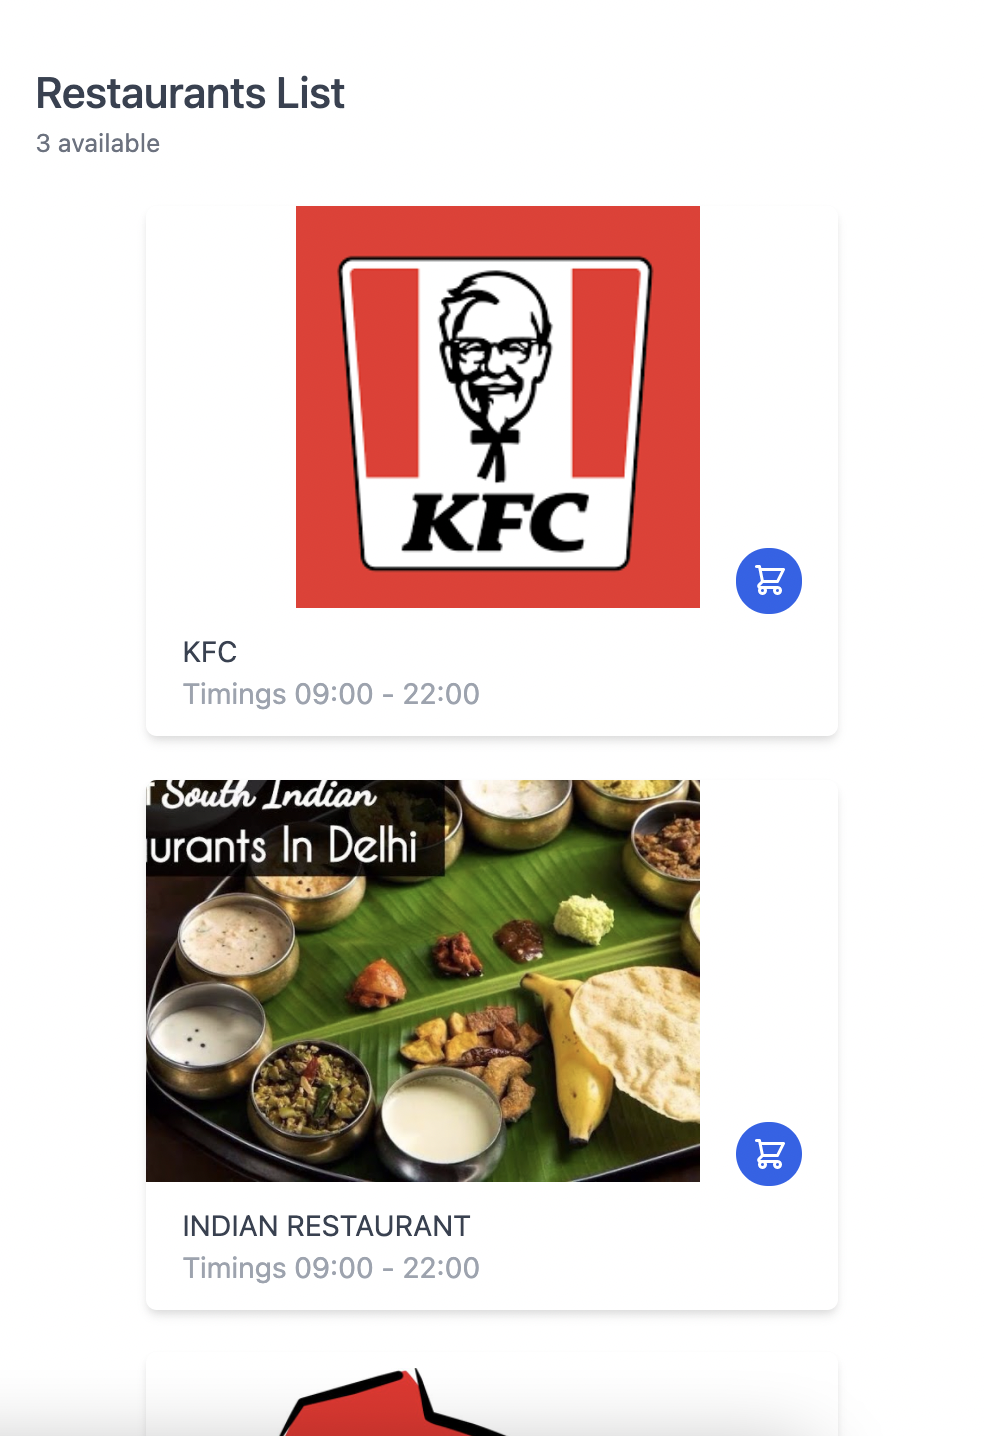 Restaurants List
3 available
KFC
KFC
Timings 09:00 - 22:00
South Indian
urants In Delhi
INDIAN RESTAURANT
Timings 09:00 - 22:00